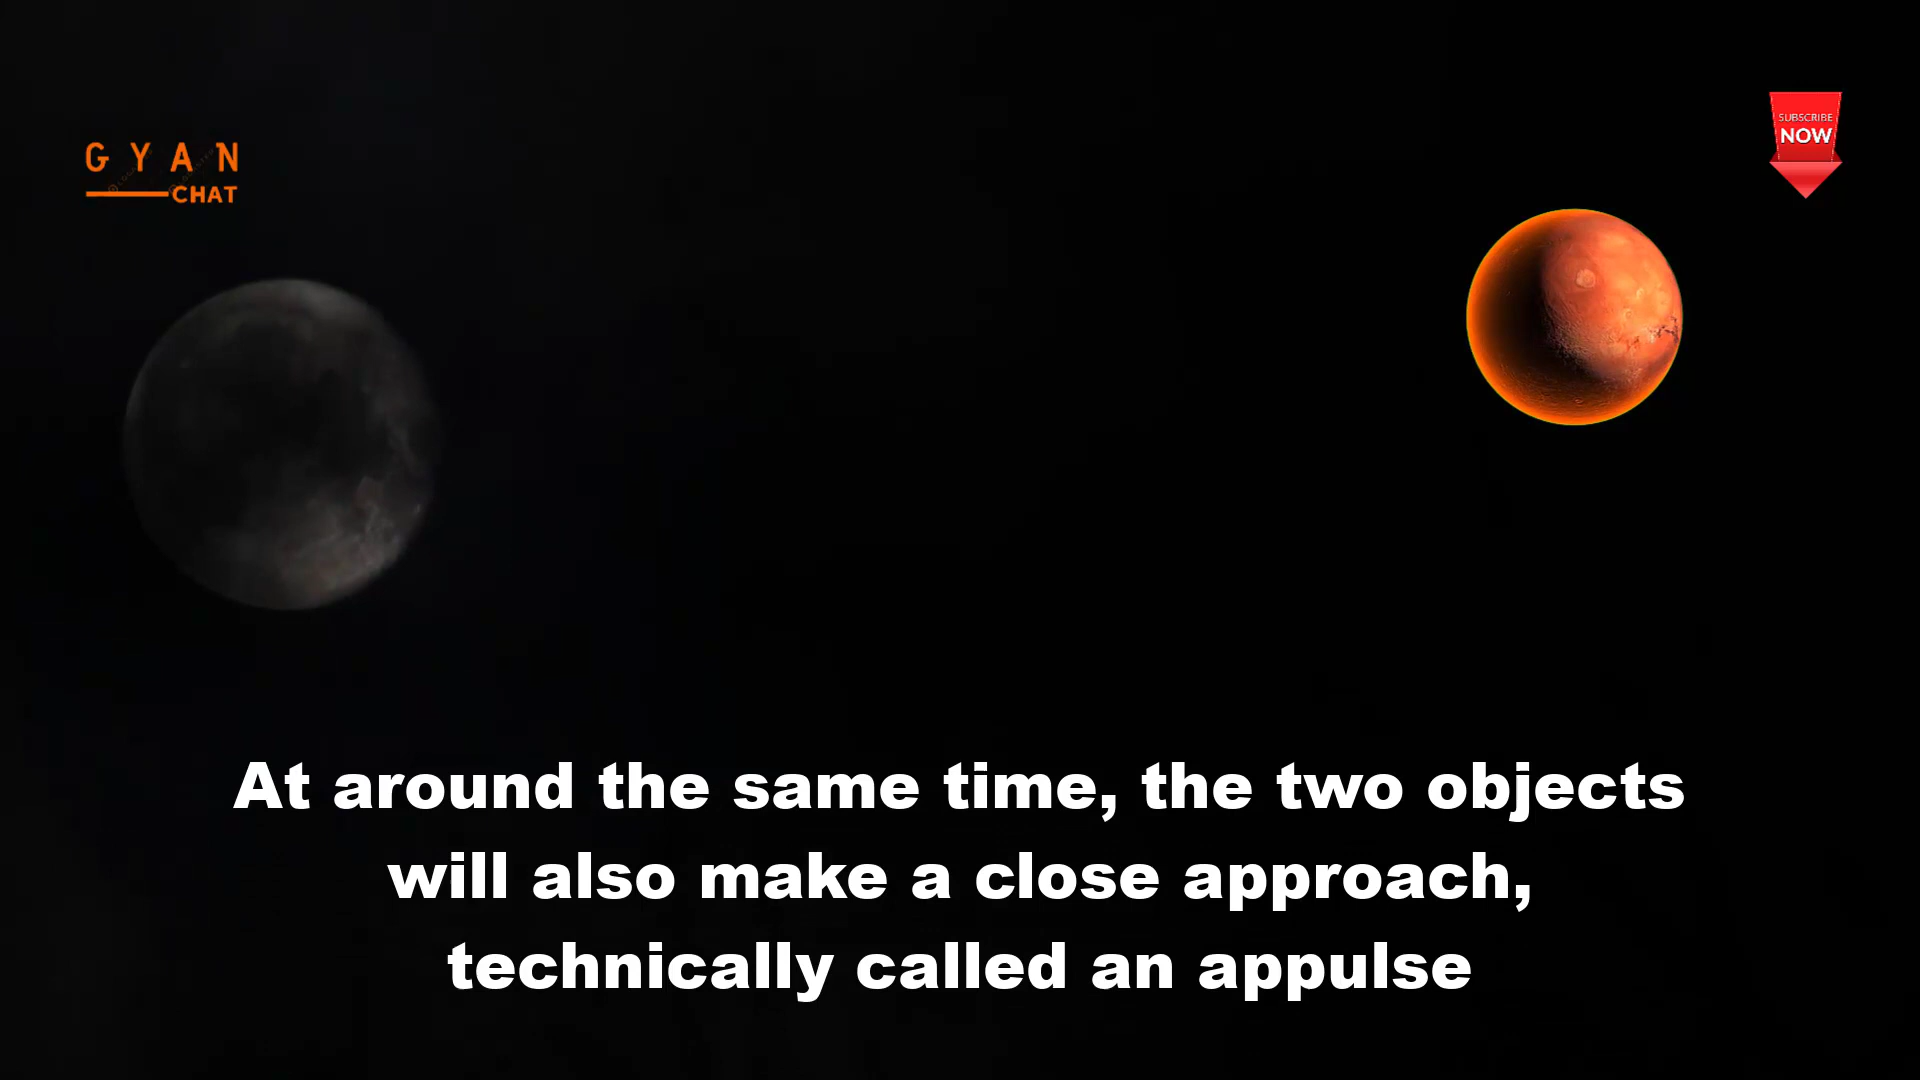 GYAN
CHAT
SUBSCRIBE
NOW
At around the same time, the two objects
will also make a close approach,
technically called an appulse